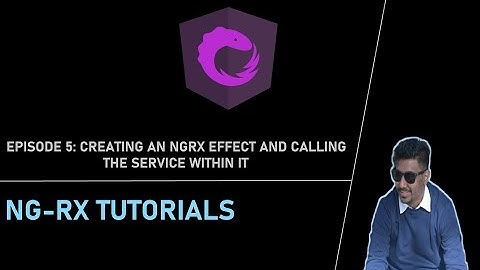 EPISODE 5: CREATING AN NGRX EFFECT AND CALLING
THE SERVICE WITHIN IT
NG-RX TUTORIALS